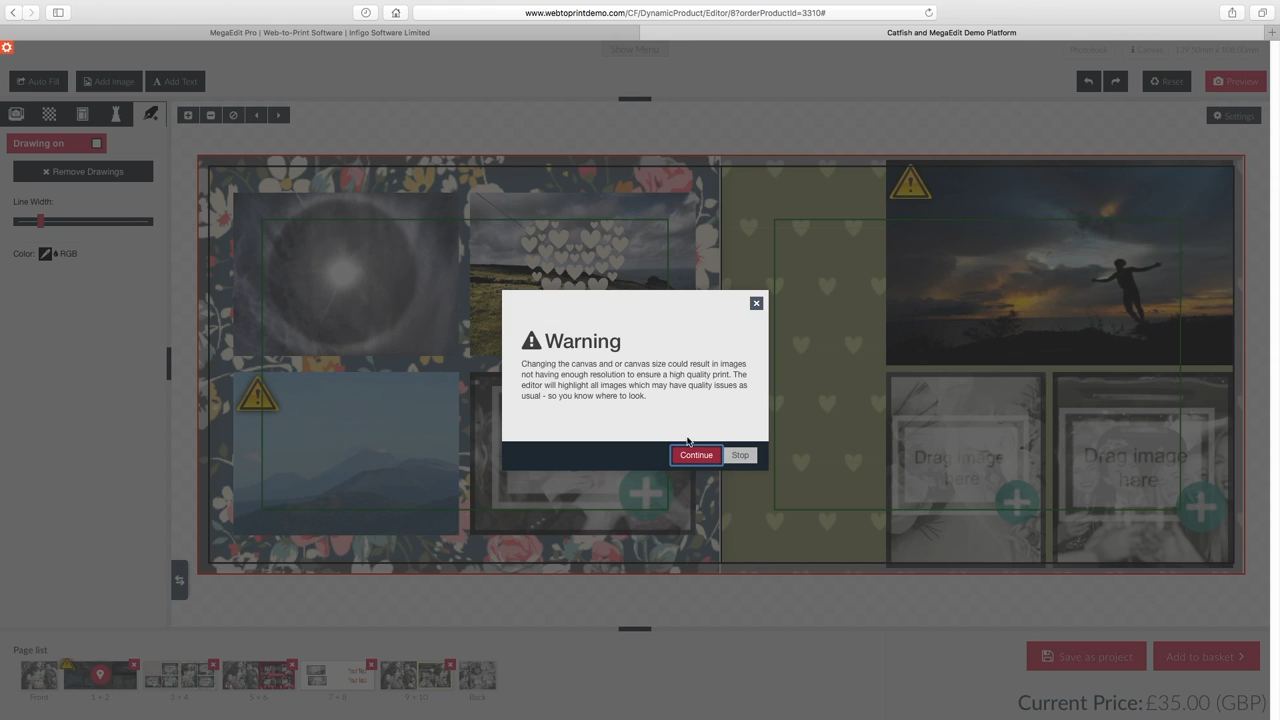 www.webtoprintdemo.com/CF/DynamicProduct/Editor/8?orderProductId=3310#
MegaEdit Pro | Web-to-Print Software | Infigo Software Limited
Catfish and MegaEdit Demo Platform
Show Menu
Photobook
Canvas
Auto Fill
Add Image
Add Text
Reset
Preview
Settings
Drawing on
Remove Drawings
Line Width:
Color:
RGB
Warning
Changing the canvas and or canvas size could result in images
not having enough resolution to ensure a high quality print. The
editor will highlight all images which may have quality issues as
usual - so you know where to look.
Continue
Stop
Drag image
here
Drag image
here
Page list
Front
1 + 2
3 + 4
5 + 6
7 + 8
9 + 10
Back
Save as project
Add to basket
Current Price: £35.00 (GBP)